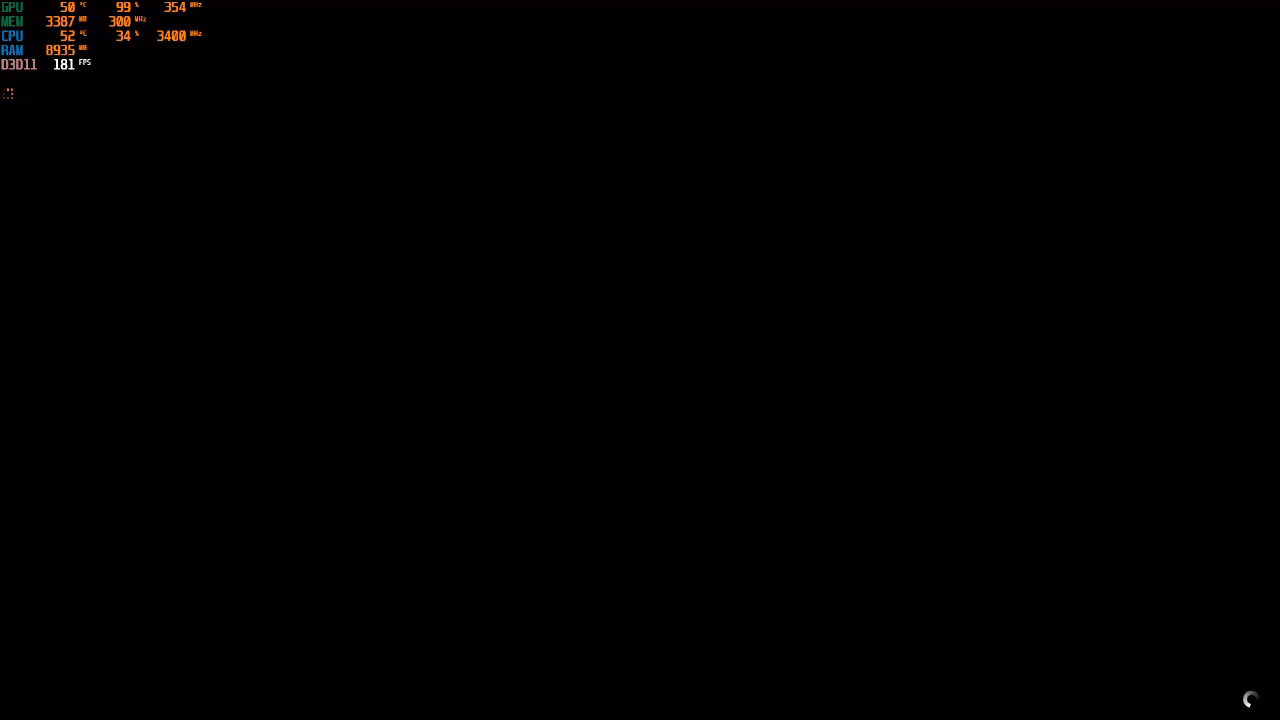 GPU 50 °C 99 % 354 MHz
MEM 3387 MB 300 MHz
CPU 52 °C 34 % 3400 MHz
RAM 8935 MB
D3D11 181 FPS